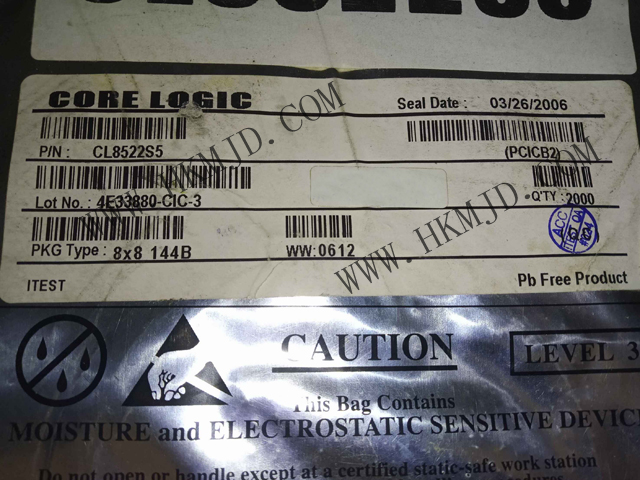 CORE LOGIC
Seal Date : 03/26/2006
P/N : CL8522S5
(PCICB2)
Lot No. : 4E33880-CIC-3
Q'TY : 2000
PKG Type : 8x8 144B
WW:0612
ACC
ITEST
Pb Free Product
WWW.HKMJD.COM
WWW.HKMJD.COM
CAUTION
LEVEL 3
This Bag Contains
MOISTURE and ELECTROSTATIC SENSITIVE DEVICE
Do not open or handle except at a certified static-safe work station